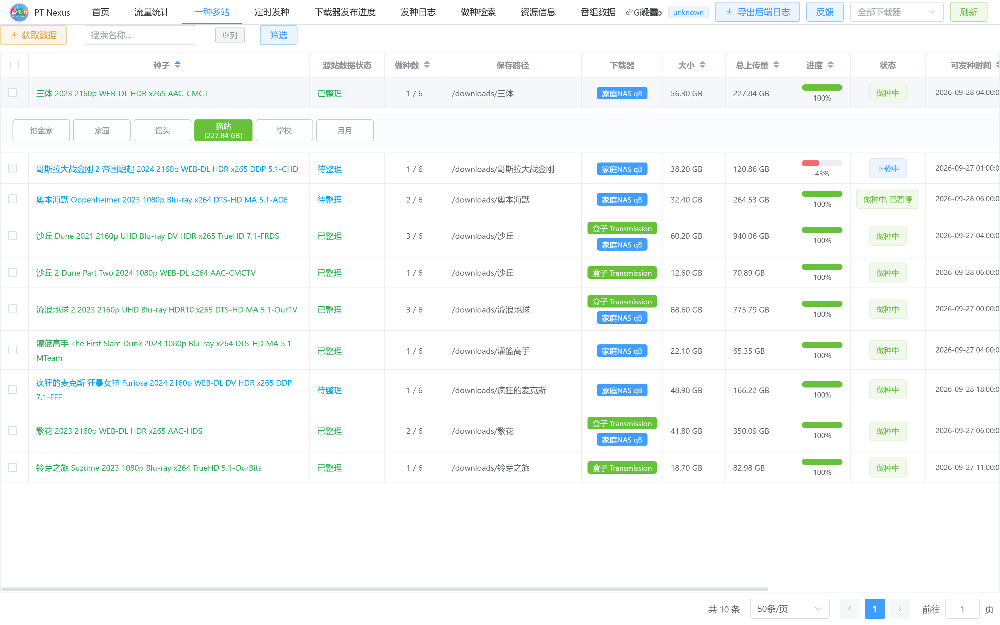 PT Nexus 首页 流量统计 一种多站 定时发种 下载器发布进度 发种日志 做种检索 资源信息 番组数据 设置 GitHub unknown 导出后端日志 反馈 全部下载器 刷新
获取数据 搜索名称... 列 筛选
种子 源站数据状态 做种数 保存路径 下载器 大小 总上传量 进度 状态 可发种时间
三体 2023 2160p WEB-DL HDR x265 AAC-CMCT 已整理 1 / 6 /downloads/三体 家庭NAS qB 56.30 GB 227.84 GB 100% 做种中 2026-09-28 04:00:0
铂金家 家园 馒头 猫站 学校 月月
(227.84 GB)
哥斯拉大战金刚 2 帝国崛起 2024 2160p WEB-DL HDR x265 DDP 5.1-CHD 待整理 1 / 6 /downloads/哥斯拉大战金刚 家庭NAS qB 38.20 GB 120.86 GB 43% 下载中 2026-09-27 01:00:0
奥本海默 Oppenheimer 2023 1080p Blu-ray x264 DTS-HD MA 5.1-ADE 待整理 2 / 6 /downloads/奥本海默 家庭NAS qB 32.40 GB 264.53 GB 100% 做种中, 已暂停 2026-09-28 06:00:0
沙丘 Dune 2021 2160p UHD Blu-ray DV HDR x265 TrueHD 7.1-FRDS 已整理 3 / 6 /downloads/沙丘 盒子 Transmission 60.20 GB 940.06 GB 100% 做种中 2026-09-27 04:00:0
家庭NAS qB
沙丘 2 Dune Part Two 2024 1080p WEB-DL x264 AAC-CMCTV 已整理 1 / 6 /downloads/沙丘 盒子 Transmission 12.60 GB 70.89 GB 100% 做种中 2026-09-28 06:00:0
流浪地球 2 2023 2160p UHD Blu-ray HDR10 x265 DTS-HD MA 5.1-OurTV 已整理 3 / 6 /downloads/流浪地球 盒子 Transmission 88.60 GB 775.79 GB 100% 做种中 2026-09-27 00:00:0
家庭NAS qB
灌篮高手 The First Slam Dunk 2023 1080p Blu-ray x264 DTS-HD MA 5.1-
MTeam 已整理 1 / 6 /downloads/灌篮高手 家庭NAS qB 22.10 GB 65.35 GB 100% 做种中 2026-09-27 04:00:0
疯狂的麦克斯 狂暴女神 Furiosa 2024 2160p WEB-DL DV HDR x265 DDP
7.1-FFF 待整理 1 / 6 /downloads/疯狂的麦克斯 家庭NAS qB 48.90 GB 166.22 GB 100% 做种中 2026-09-28 18:00:0
繁花 2023 2160p WEB-DL HDR x265 AAC-HDS 已整理 2 / 6 /downloads/繁花 盒子 Transmission 41.80 GB 350.09 GB 100% 做种中 2026-09-27 06:00:0
家庭NAS qB
铃芽之旅 Suzume 2023 1080p Blu-ray x264 TrueHD 5.1-OurBits 已整理 1 / 6 /downloads/铃芽之旅 盒子 Transmission 18.70 GB 82.98 GB 100% 做种中 2026-09-27 11:00:0
共 10 条 50条/页 1 前往 1 页